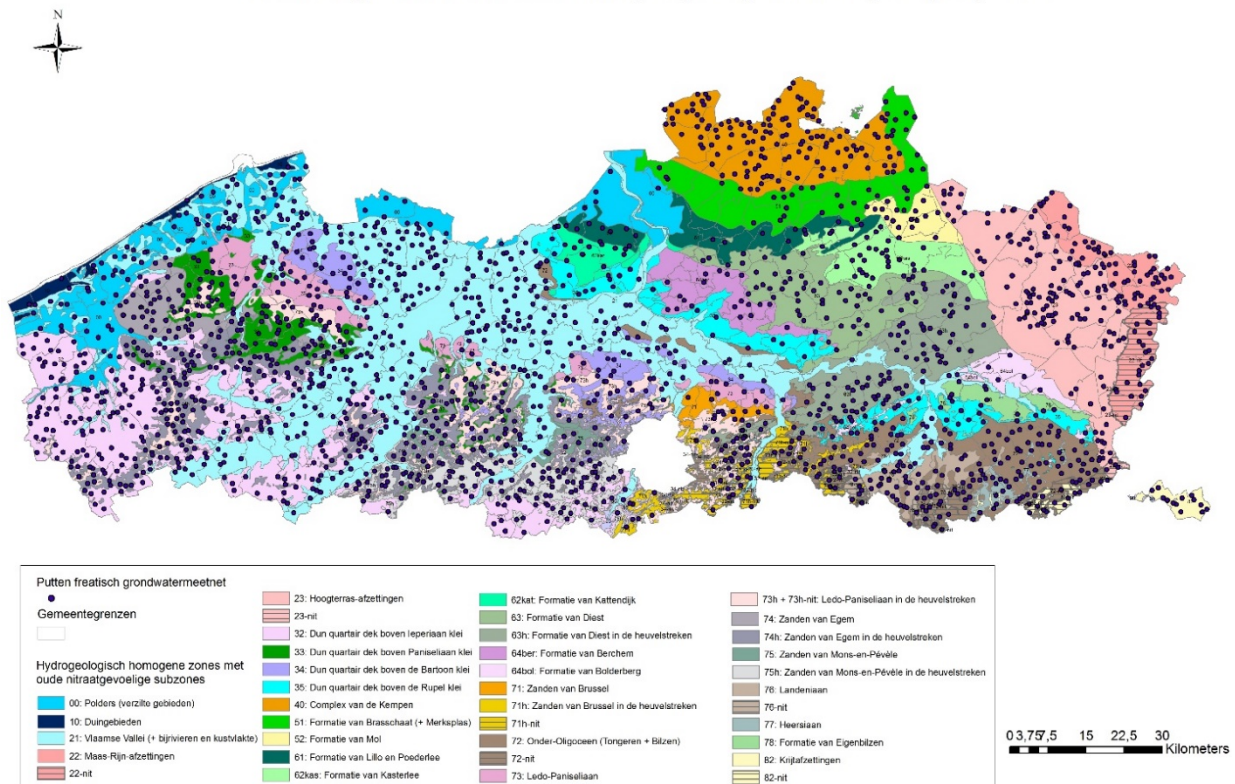 N
Putten freatisch grondwatermeetnet
Gemeentegrenzen
Hydrogeologisch homogene zones met
oude nitraatgevoelige subzones
00: Polders (verzilte gebieden)
10: Duingebieden
21: Vlaamse Vallei (+ bijrivieren en kustvlakte)
22: Maas-Rijn-afzettingen
22-nit
23: Hoogterras-afzettingen
23-nit
32: Dun quartair dek boven Ieperiaan klei
33: Dun quartair dek boven Paniseliaan klei
34: Dun quartair dek boven de Bartoon klei
35: Dun quartair dek boven de Rupel klei
40: Complex van de Kempen
51: Formatie van Brasschaat (+ Merksplas)
52: Formatie van Mol
61: Formatie van Lillo en Poederlee
62kas: Formatie van Kasterlee
62kat: Formatie van Kattendijk
63: Formatie van Diest
63h: Formatie van Diest in de heuvelstreken
64ber: Formatie van Berchem
64bol: Formatie van Bolderberg
71: Zanden van Brussel
71h: Zanden van Brussel in de heuvelstreken
71h-nit
72: Onder-Oligoceen (Tongeren + Bilzen)
72-nit
73: Ledo-Paniseliaan
73h + 73h-nit: Ledo-Paniseliaan in de heuvelstreken
74: Zanden van Egem
74h: Zanden van Egem in de heuvelstreken
75: Zanden van Mons-en-Pévèle
75h: Zanden van Mons-en-Pévèle in de heuvelstreken
76: Landeniaan
76-nit
77: Heersiaan
78: Formatie van Eigenbilzen
82: Krijtafzettingen
82-nit
0 3,75 7,5 15 22,5 30
Kilometers